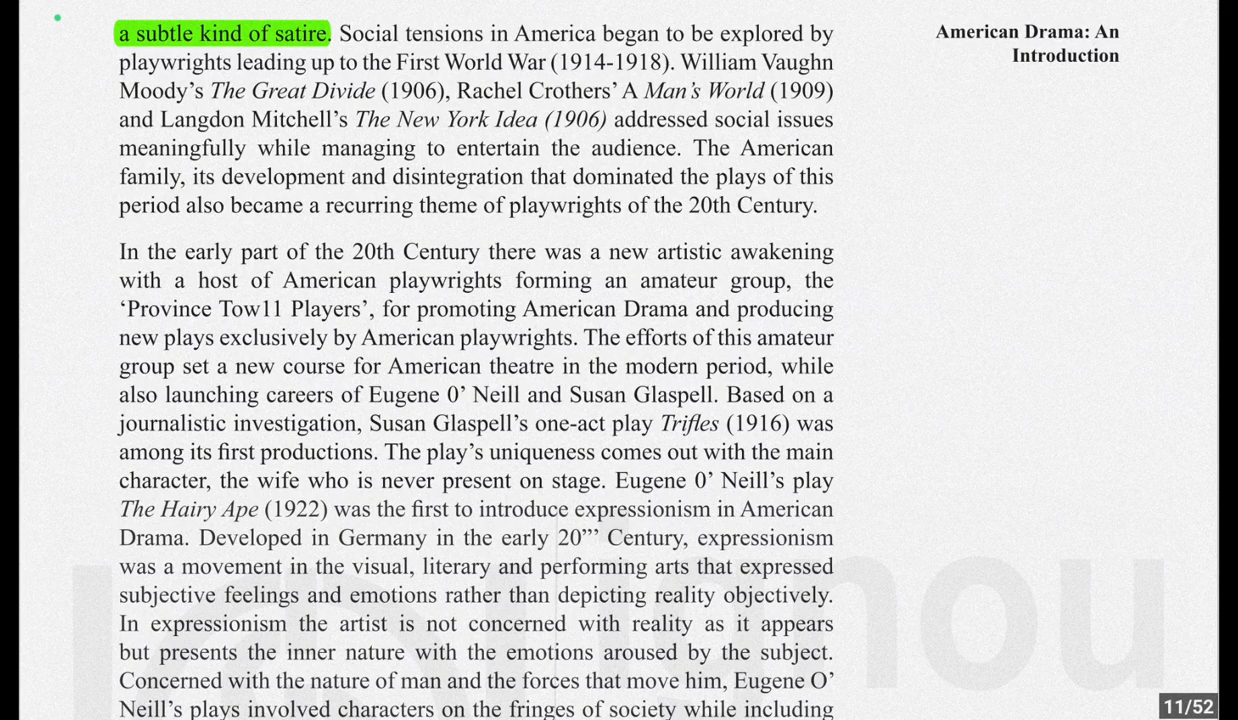 a subtle kind of satire. Social tensions in America began to be explored by
playwrights leading up to the First World War (1914-1918). William Vaughn
Moody's The Great Divide (1906), Rachel Crothers' A Man's World (1909)
and Langdon Mitchell's The New York Idea (1906) addressed social issues
meaningfully while managing to entertain the audience. The American
family, its development and disintegration that dominated the plays of this
period also became a recurring theme of playwrights of the 20th Century.
In the early part of the 20th Century there was a new artistic awakening
with a host of American playwrights forming an amateur group, the
‘Province Tow11 Players’, for promoting American Drama and producing
new plays exclusively by American playwrights. The efforts of this amateur
group set a new course for American theatre in the modern period, while
also launching careers of Eugene 0’ Neill and Susan Glaspell. Based on a
journalistic investigation, Susan Glaspell’s one-act play Trifles (1916) was
among its first productions. The play’s uniqueness comes out with the main
character, the wife who is never present on stage. Eugene 0’ Neill’s play
The Hairy Ape (1922) was the first to introduce expressionism in American
Drama. Developed in Germany in the early 20”’ Century, expressionism
was a movement in the visual, literary and performing arts that expressed
subjective feelings and emotions rather than depicting reality objectively.
In expressionism the artist is not concerned with reality as it appears
but presents the inner nature with the emotions aroused by the subject.
Concerned with the nature of man and the forces that move him, Eugene O’
Neill’s plays involved characters on the fringes of society while including
American Drama: An
Introduction
ignou
11/52